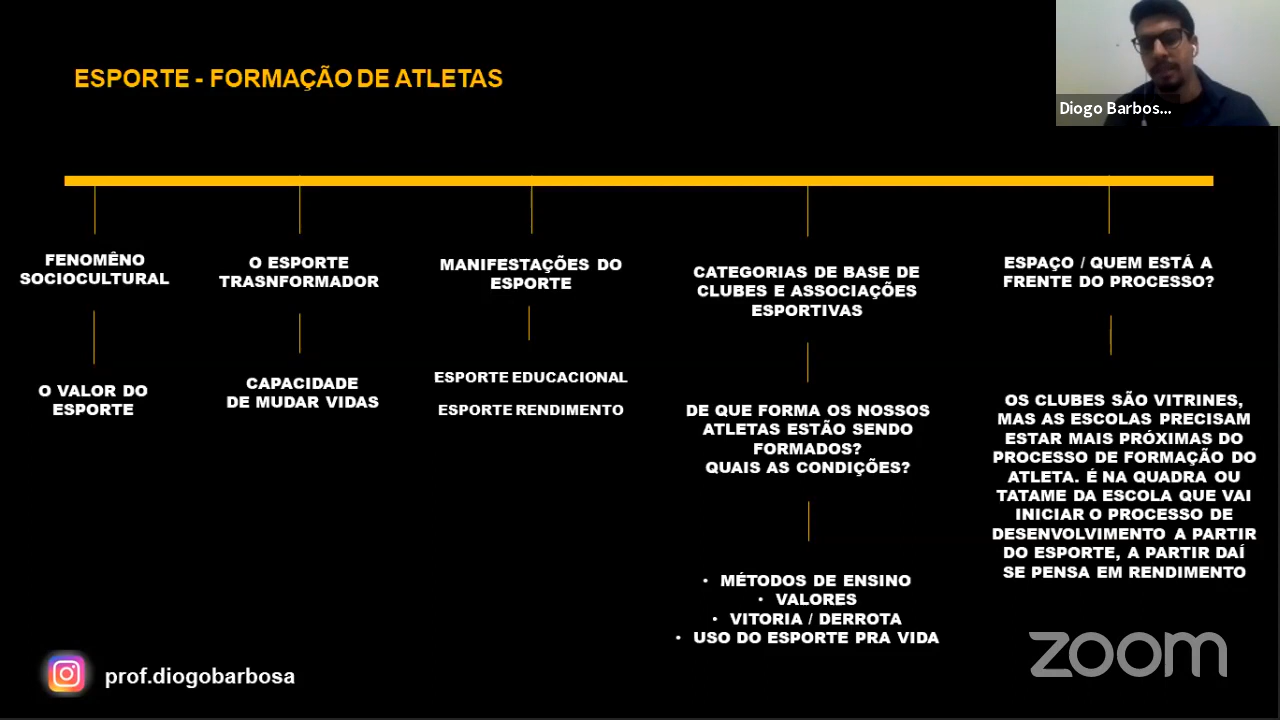 ESPORTE - FORMAÇÃO DE ATLETAS
Diogo Barbos...
FENOMÊNO
SOCIOCULTURAL
O VALOR DO
ESPORTE
O ESPORTE
TRASNFORMADOR
CAPACIDADE
DE MUDAR VIDAS
MANIFESTAÇÕES DO
ESPORTE
ESPORTE EDUCACIONAL
ESPORTE RENDIMENTO
CATEGORIAS DE BASE DE
CLUBES E ASSOCIAÇÕES
ESPORTIVAS
DE QUE FORMA OS NOSSOS
ATLETAS ESTÃO SENDO
FORMADOS?
QUAIS AS CONDIÇÕES?
• MÉTODOS DE ENSINO
• VALORES
• VITORIA / DERROTA
• USO DO ESPORTE PRA VIDA
ESPAÇO / QUEM ESTÁ A
FRENTE DO PROCESSO?
OS CLUBES SÃO VITRINES,
MAS AS ESCOLAS PRECISAM
ESTAR MAIS PRÓXIMAS DO
PROCESSO DE FORMAÇÃO DO
ATLETA. É NA QUADRA OU
TATAME DA ESCOLA QUE VAI
INICIAR O PROCESSO DE
DESENVOLVIMENTO A PARTIR
DO ESPORTE, A PARTIR DAÍ
SE PENSA EM RENDIMENTO
prof.diogobarbosa
zoom